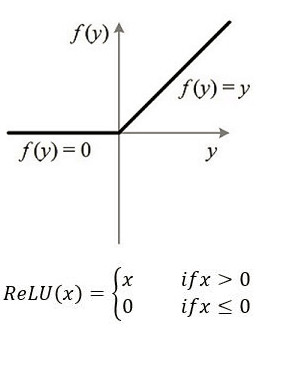 f(y)
f(y) = y
f(y) = 0
y
ReLU(x) = {x if x > 0
0 if x ≤ 0